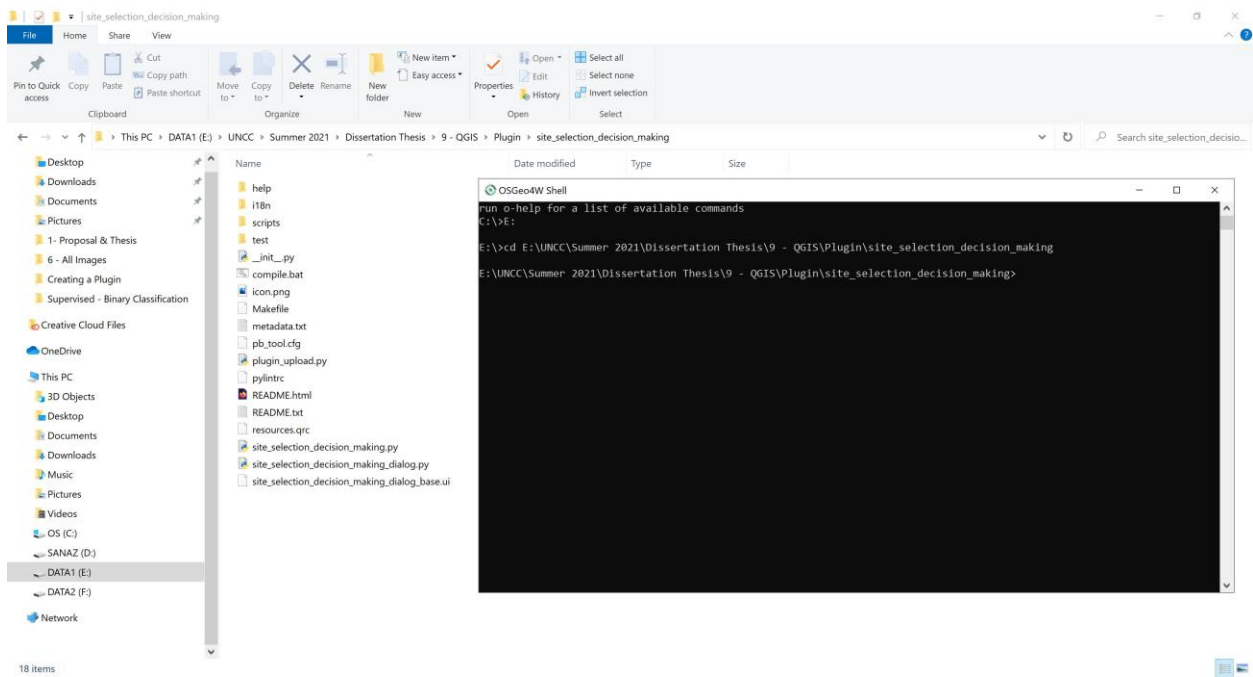 site_selection_decision_making
File Home Share View
Pin to Quick access
Copy
Paste
Cut
Copy path
Paste shortcut
Clipboard
Move to
Copy to
Delete
Rename
Organize
New folder
New item
Easy access
New
Properties
Open
Edit
History
Open
Select all
Select none
Invert selection
Select
This PC > DATA1 (E:) > UNCC > Summer 2021 > Dissertation Thesis > 9 - QGIS > Plugin > site_selection_decision_making
Search site_selection_decisio...
Desktop
Downloads
Documents
Pictures
1- Proposal & Thesis
6 - All Images
Creating a Plugin
Supervised - Binary Classification
Creative Cloud Files
OneDrive
This PC
3D Objects
Desktop
Documents
Downloads
Music
Pictures
Videos
OS (C:)
SANAZ (D:)
DATA1 (E:)
DATA2 (F:)
Network
Name Date modified Type Size
help
i18n
scripts
test
__init__.py
compile.bat
icon.png
Makefile
metadata.txt
pb_tool.cfg
plugin_upload.py
pylintrc
README.html
README.txt
resources.qrc
site_selection_decision_making.py
site_selection_decision_making_dialog.py
site_selection_decision_making_dialog_base.ui
OSGeo4W Shell
run o-help for a list of available commands
C:\>E:
E:\>cd E:\UNCC\Summer 2021\Dissertation Thesis\9 - QGIS\Plugin\site_selection_decision_making
E:\UNCC\Summer 2021\Dissertation Thesis\9 - QGIS\Plugin\site_selection_decision_making>
18 items